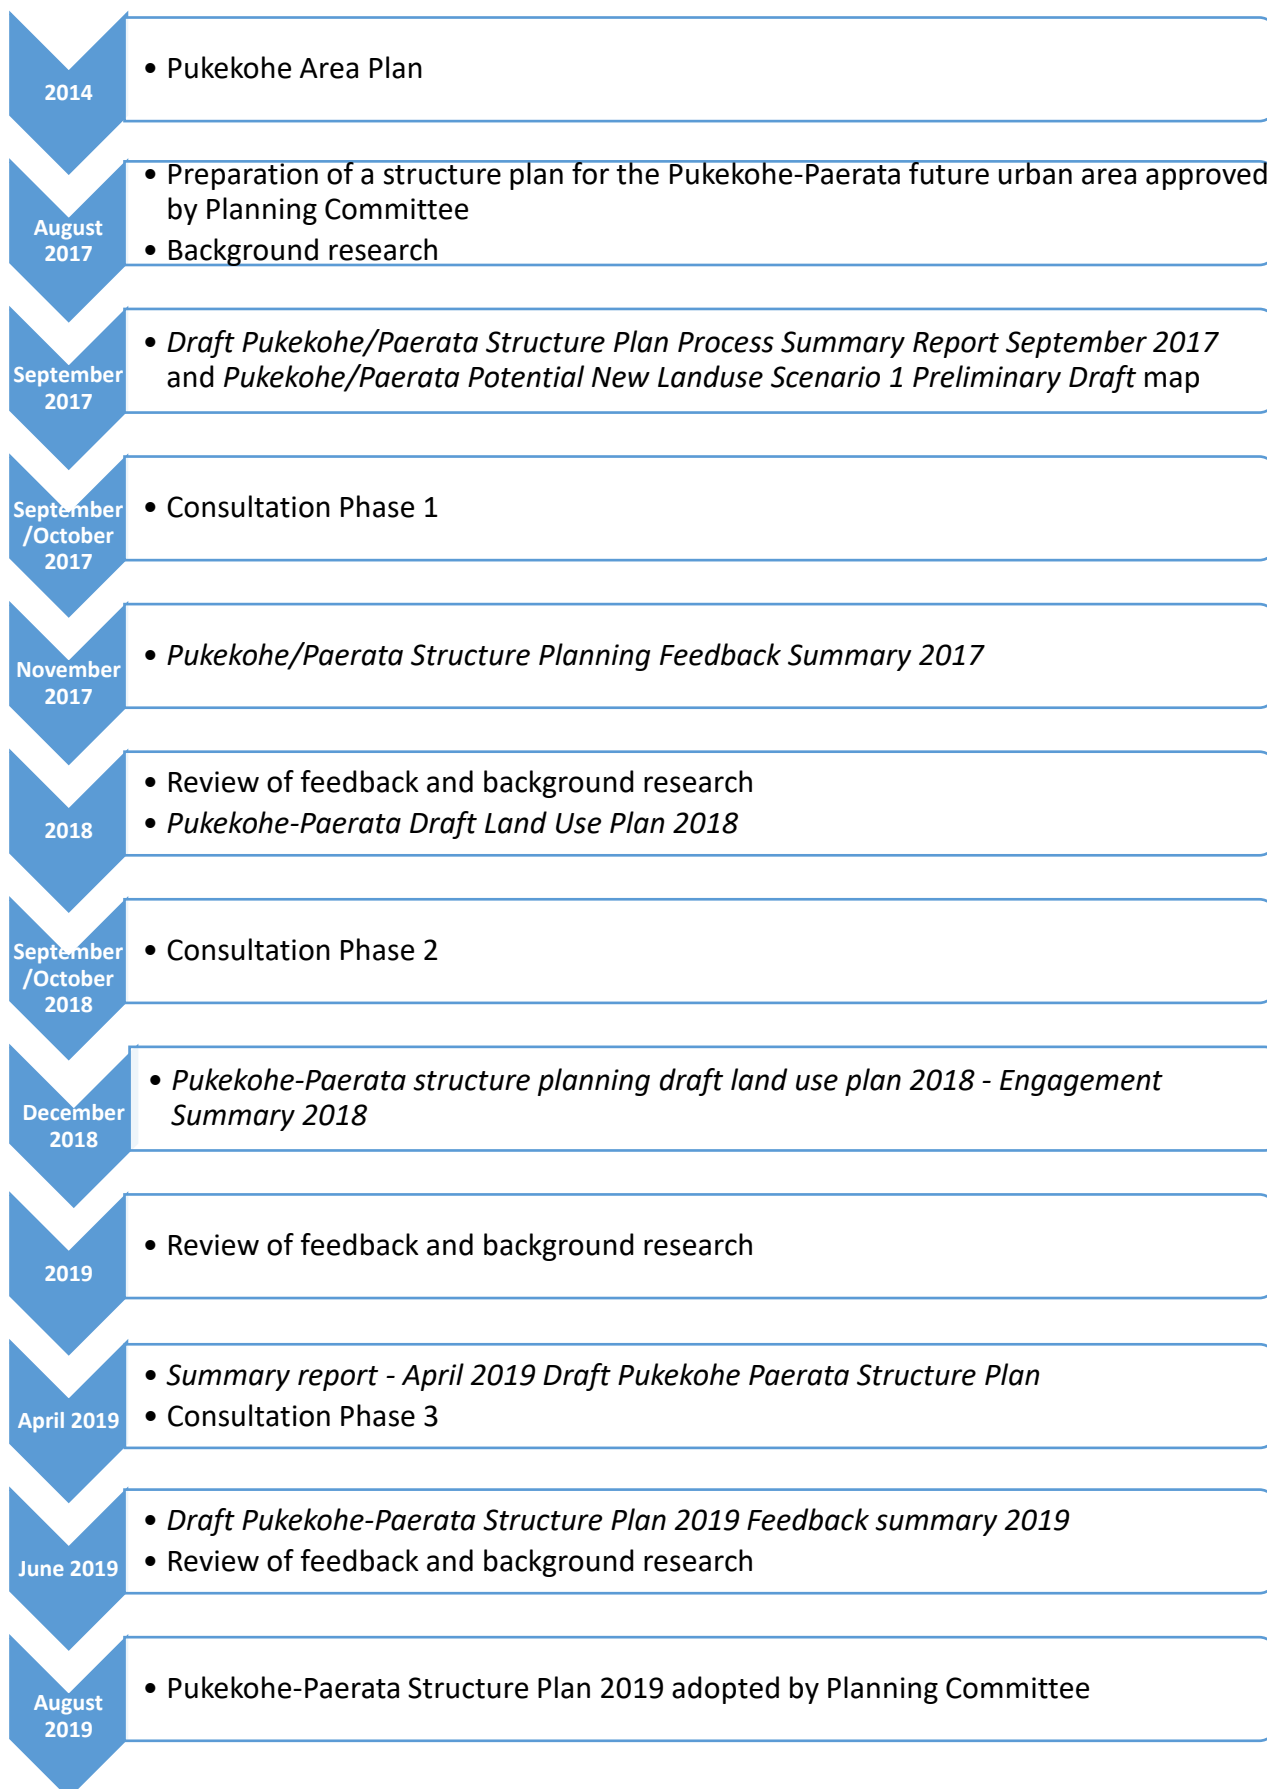 2014
• Pukekohe Area Plan
August
2017
• Preparation of a structure plan for the Pukekohe-Paerata future urban area approved
by Planning Committee
• Background research
September
2017
• Draft Pukekohe/Paerata Structure Plan Process Summary Report September 2017
and Pukekohe/Paerata Potential New Landuse Scenario 1 Preliminary Draft map
September
/October
2017
• Consultation Phase 1
November
2017
• Pukekohe/Paerata Structure Planning Feedback Summary 2017
2018
• Review of feedback and background research
• Pukekohe-Paerata Draft Land Use Plan 2018
September
/October
2018
• Consultation Phase 2
December
2018
• Pukekohe-Paerata structure planning draft land use plan 2018 - Engagement
Summary 2018
2019
• Review of feedback and background research
April 2019
• Summary report - April 2019 Draft Pukekohe Paerata Structure Plan
• Consultation Phase 3
June 2019
• Draft Pukekohe-Paerata Structure Plan 2019 Feedback summary 2019
• Review of feedback and background research
August
2019
• Pukekohe-Paerata Structure Plan 2019 adopted by Planning Committee